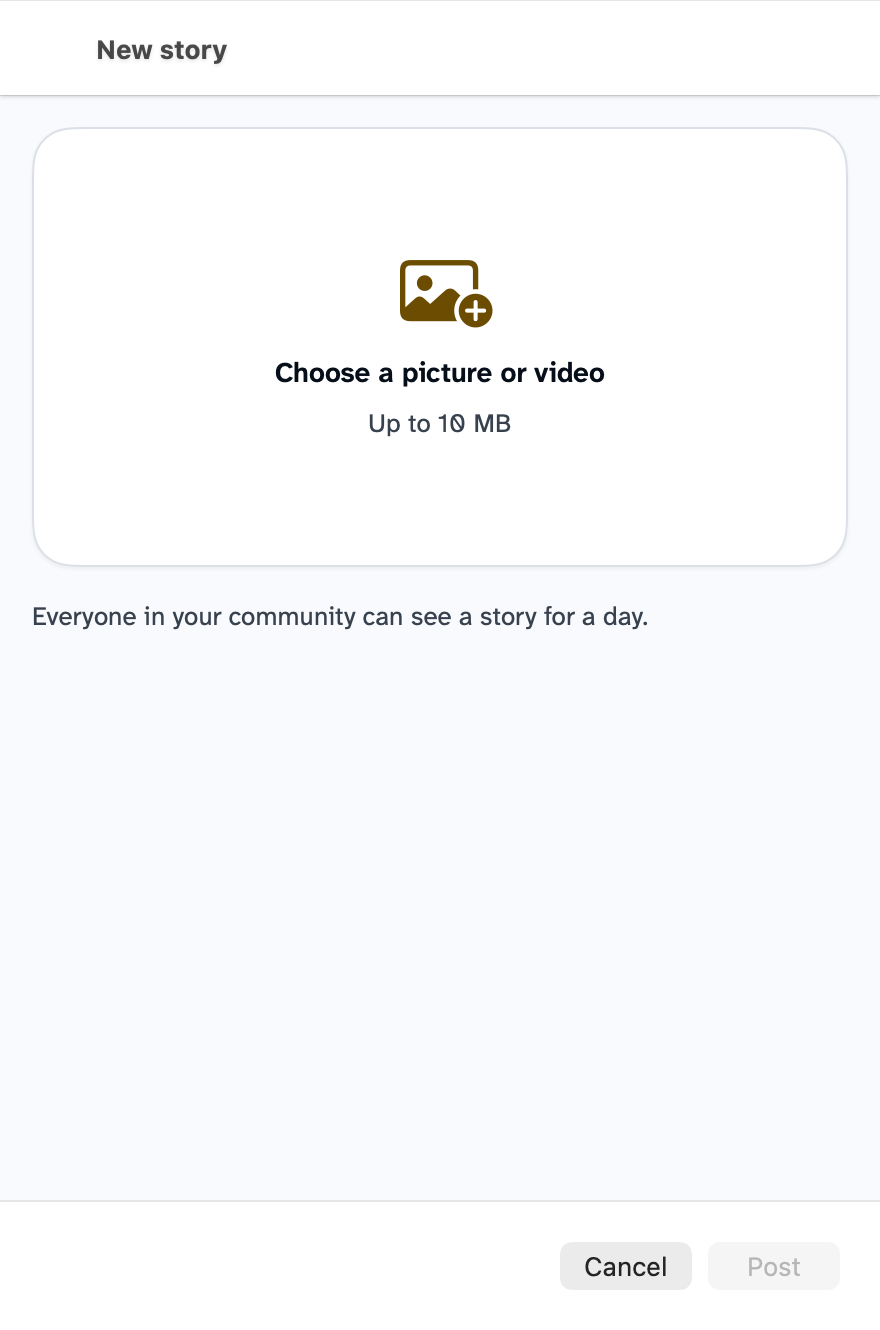 New story
Choose a picture or video
Up to 10 MB
Everyone in your community can see a story for a day.
Cancel
Post